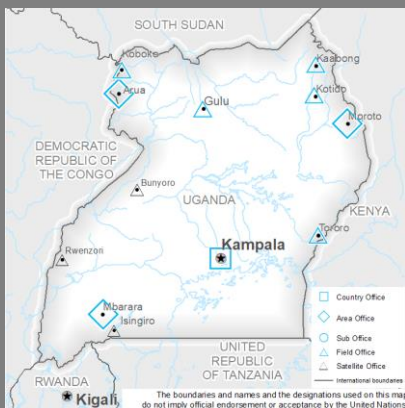 SOUTH SUDAN
Koboko
Kaabong
Arua
Kotido
Gulu
Moroto
DEMOCRATIC
REPUBLIC OF
THE CONGO
Bunyoro
UGANDA
KENYA
Tororo
Kampala
Rwenzori
Mbarara
Isingiro
UNITED
REPUBLIC
OF TANZANIA
RWANDA
Kigali
Country Office
Area Office
Sub Office
Field Office
Satellite Office
International boundaries
The boundaries and names and the designations used on this map
do not imply official endorsement or acceptance by the United Nations